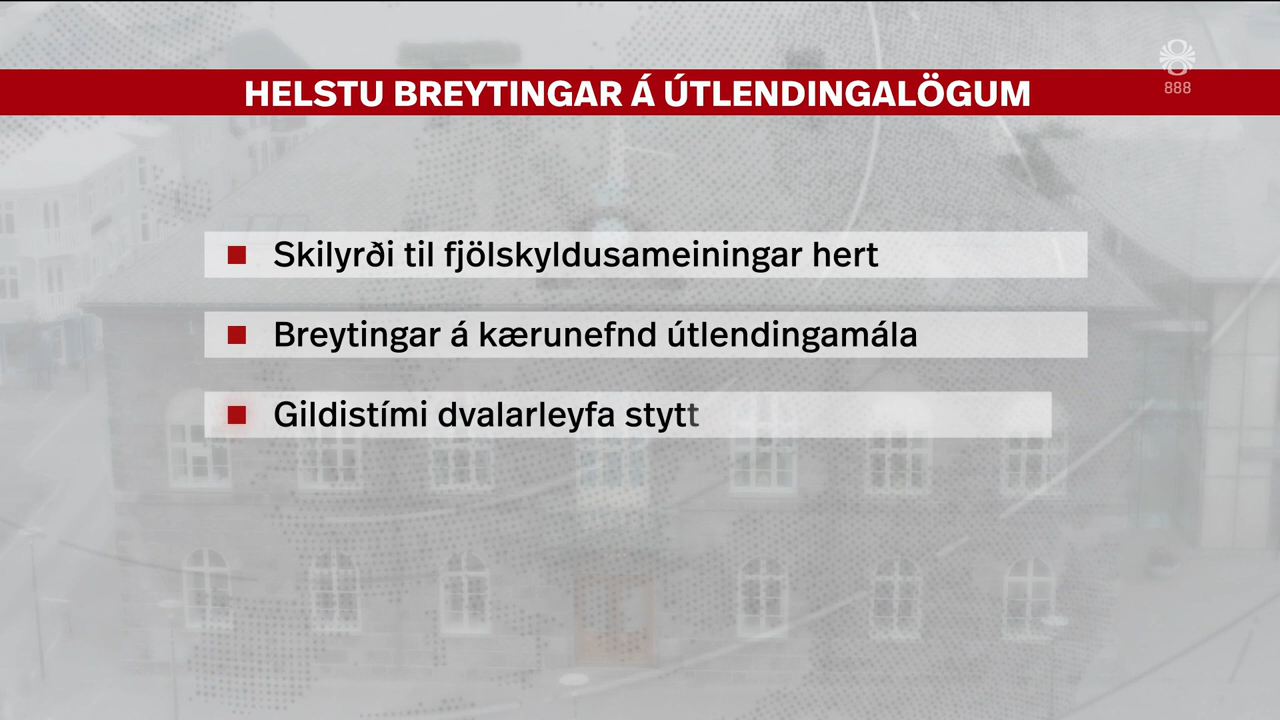 HELSTU BREYTINGAR Á ÚTLENDINGALÖGUM
888
Skilyrði til fjölskyldusameiningar hert
Breytingar á kærunefnd útlendingamála
Gildistími dvalarleyfa stytt